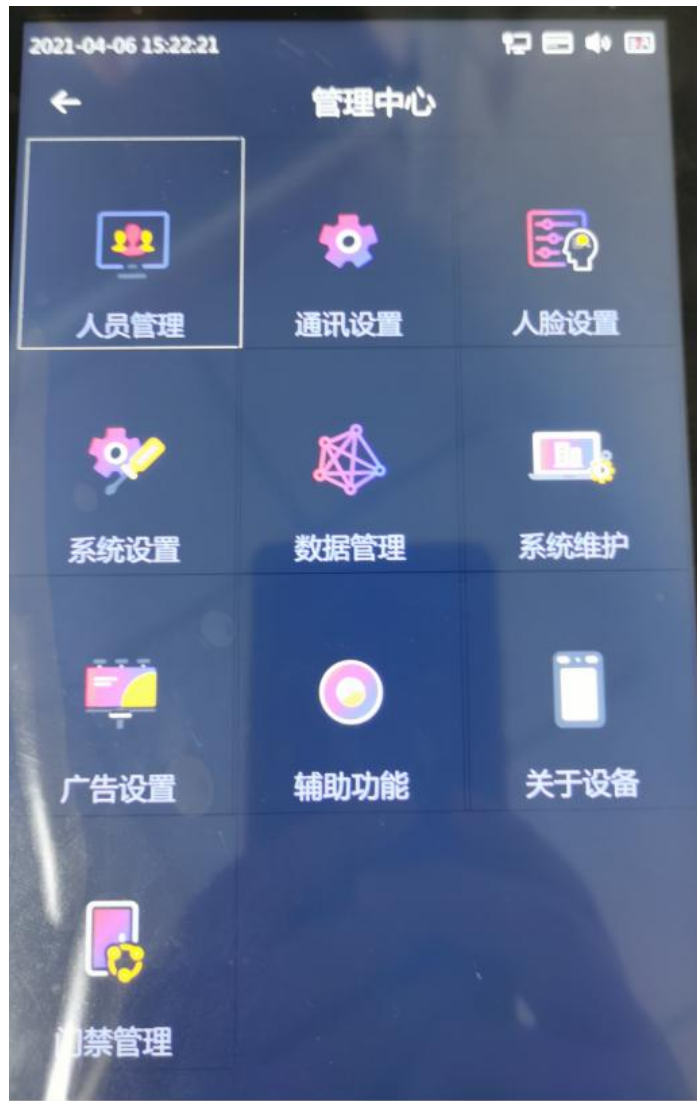 2021-04-06 15:22:21
管理中心
人员管理 通讯设置 人脸设置
系统设置 数据管理 系统维护
广告设置 辅助功能 关于设备
门禁管理